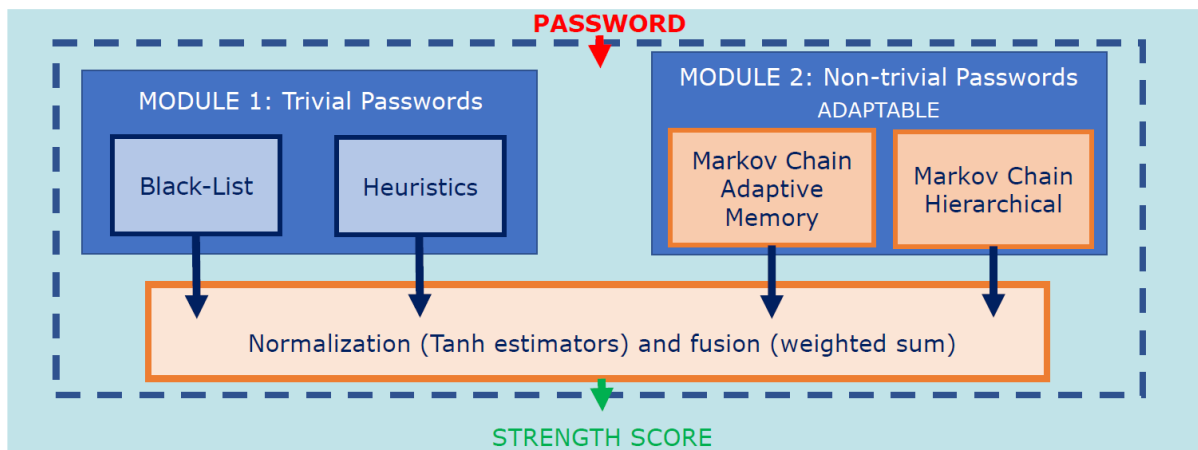 PASSWORD
MODULE 1: Trivial Passwords
Black-List
Heuristics
MODULE 2: Non-trivial Passwords
ADAPTABLE
Markov Chain
Adaptive
Memory
Markov Chain
Hierarchical
Normalization (Tanh estimators) and fusion (weighted sum)
STRENGTH SCORE